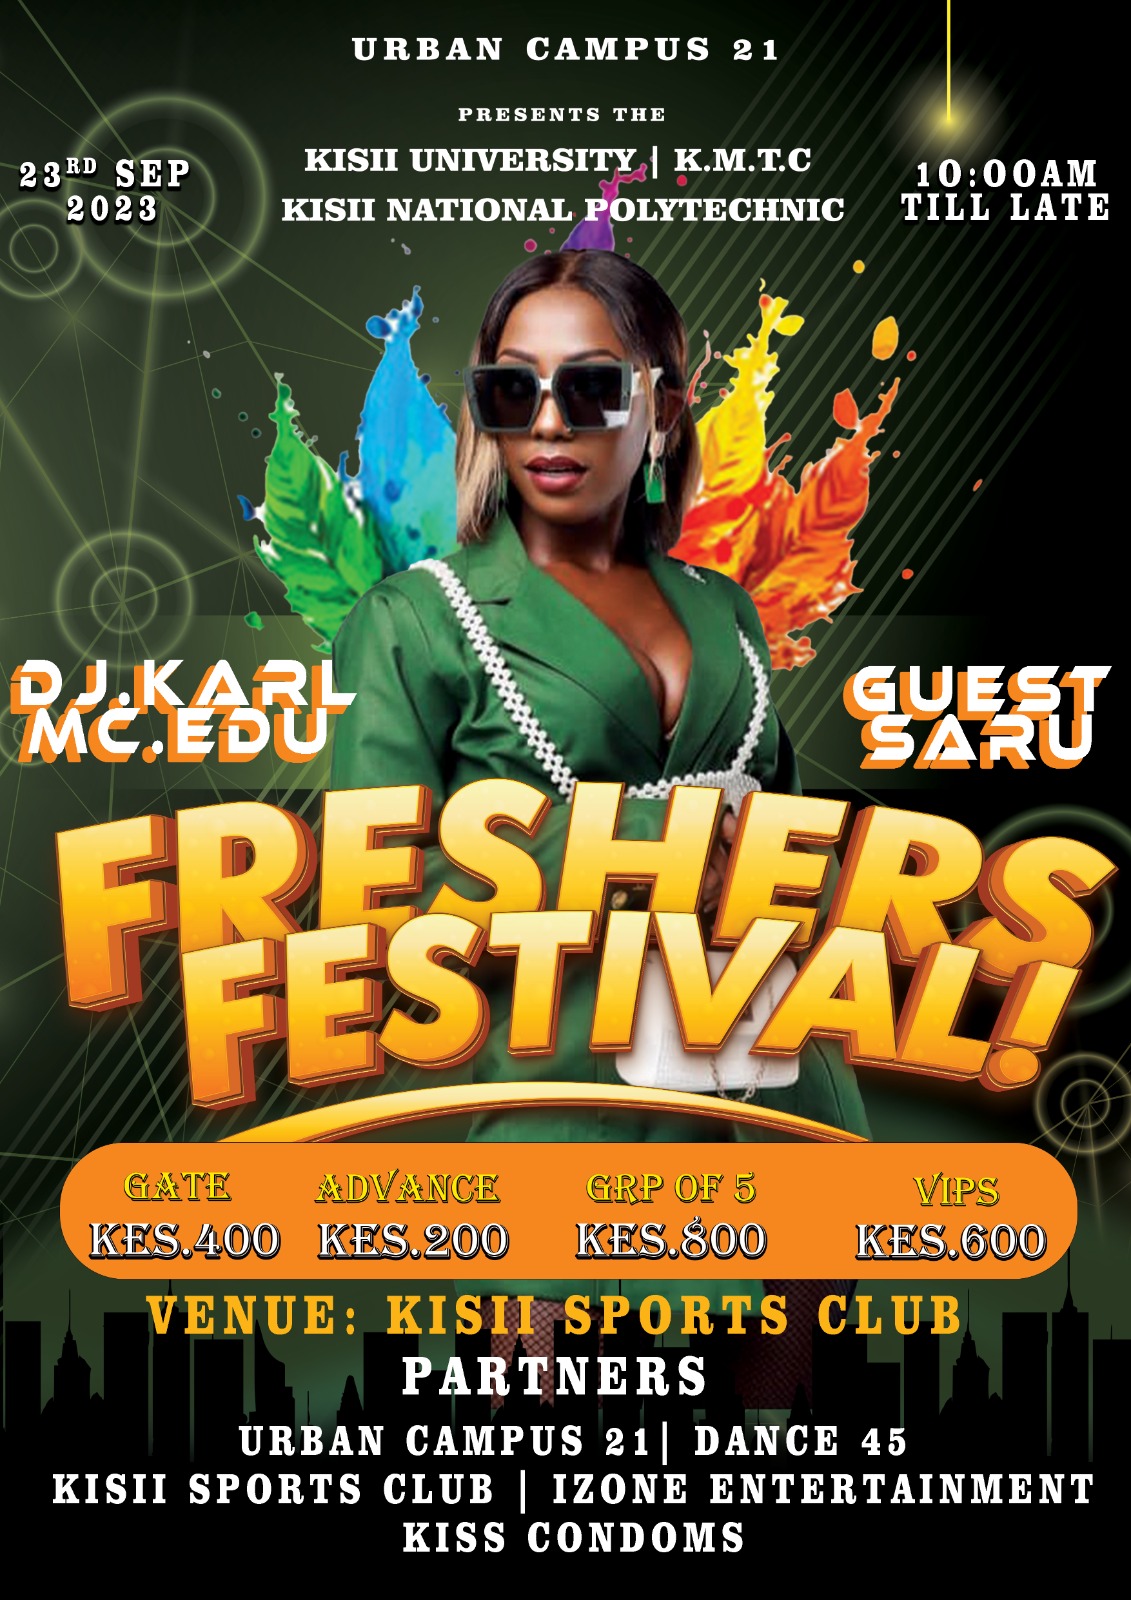 URBAN CAMPUS 21
PRESENTS THE
KISII UNIVERSITY | K.M.T.C
KISII NATIONAL POLYTECHNIC
23RD SEP
2023
10:00AM
TILL LATE
DJ.KARL
MC.EDU
GUEST
SARU
FRESHERS
FESTIVAL!
GATE
KES.400
ADVANCE
KES.200
GRP OF 5
KES.800
VIPS
KES.600
VENUE: KISII SPORTS CLUB
PARTNERS
URBAN CAMPUS 21| DANCE 45
KISII SPORTS CLUB | IZONE ENTERTAINMENT
KISS CONDOMS